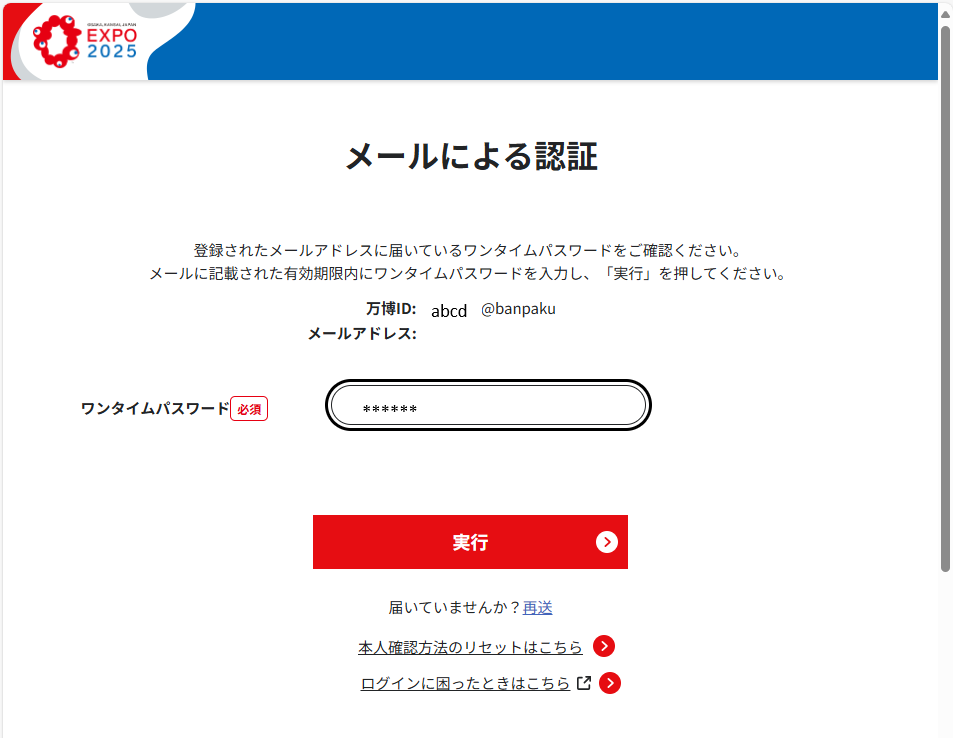 OSAKA, KANSAI, JAPAN
EXPO
2025
メールによる認証
登録されたメールアドレスに届いているワンタイムパスワードをご確認ください。
メールに記載された有効期限内にワンタイムパスワードを入力し、「実行」を押してください。
万博ID: abcd @banpaku
メールアドレス:
ワンタイムパスワード 必須 ******
実行
届いていませんか？再送
本人確認方法のリセットはこちら
ログインに困ったときはこちら